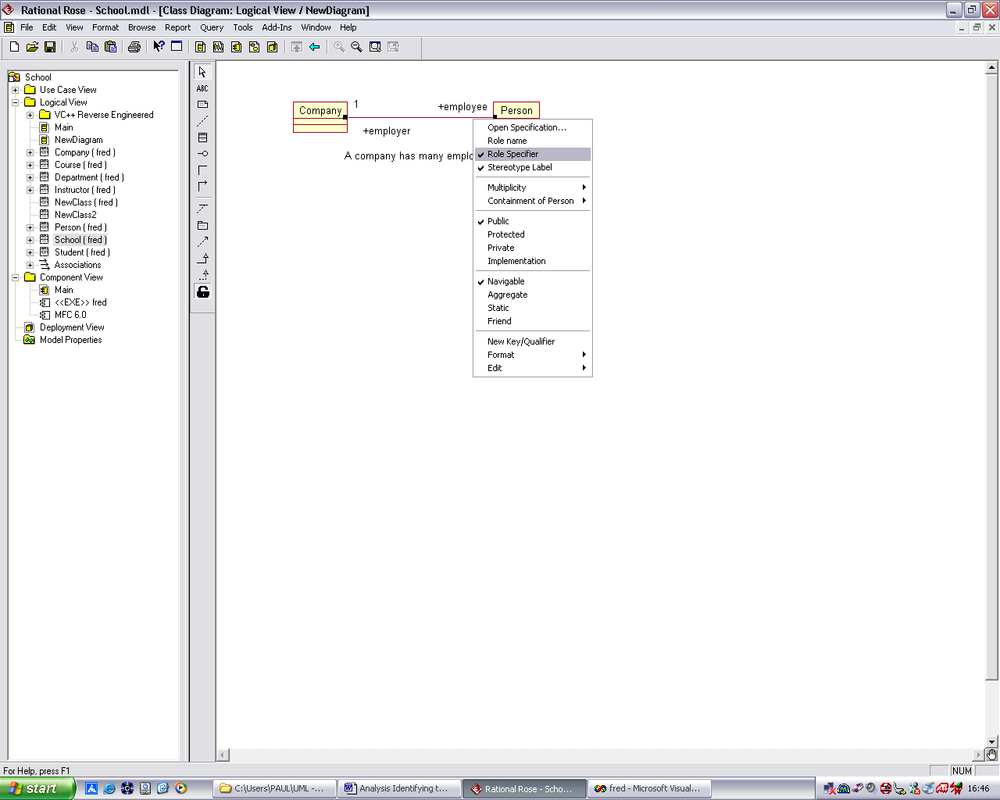 Rational Rose - School.mdl - [Class Diagram: Logical View / NewDiagram]
File Edit View Format Browse Report Query Tools Add-Ins Window Help
School
Use Case View
Logical View
VC++ Reverse Engineered
Main
NewDiagram
Company ( fred )
Course ( fred )
Department ( fred )
Instructor ( fred )
NewClass ( fred )
NewClass2
Person ( fred )
School ( fred )
Student ( fred )
Associations
Component View
Main
<<EXE>> fred
MFC 6.0
Deployment View
Model Properties
ABC
Company
1
+employee
Person
+employer
A company has many emplo
Open Specification...
Role name
Role Specifier
Stereotype Label
Multiplicity
Containment of Person
Public
Protected
Private
Implementation
Navigable
Aggregate
Static
Friend
New Key/Qualifier
Format
Edit
For Help, press F1
NUM
start
C:\Users\PAUL\UML -...
Analysis Identifying t...
Rational Rose - Scho...
fred - Microsoft Visual...
16:46